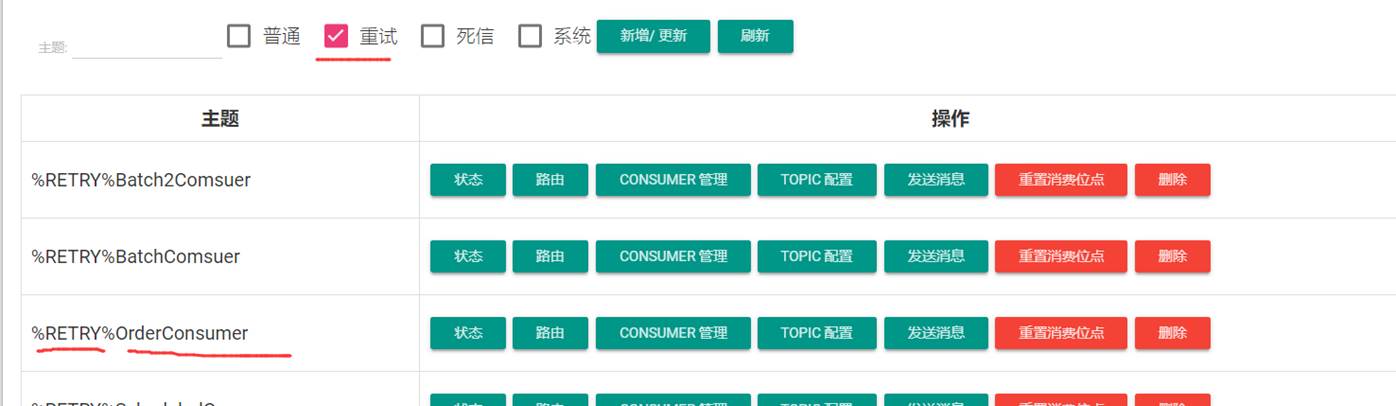 主题: 普通 重试 死信 系统 新增/ 更新 刷新
主题 操作
%RETRY%Batch2Comsuer 状态 路由 CONSUMER 管理 TOPIC 配置 发送消息 重置消费位点 删除
%RETRY%BatchComsuer 状态 路由 CONSUMER 管理 TOPIC 配置 发送消息 重置消费位点 删除
%RETRY%OrderConsumer 状态 路由 CONSUMER 管理 TOPIC 配置 发送消息 重置消费位点 删除